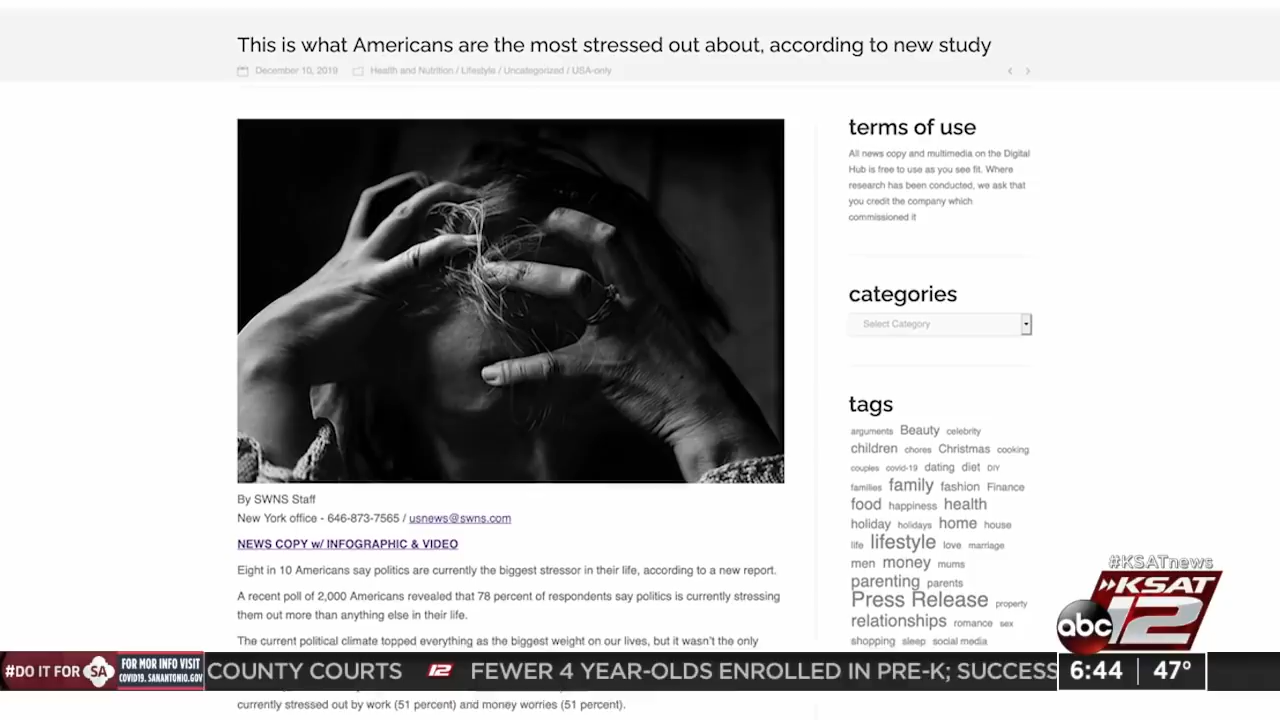 This is what Americans are the most stressed out about, according to new study
December 10, 2019 Health and Nutrition / Lifestyle / Uncategorized / USA-only
terms of use
All news copy and multimedia on the Digital
Hub is free to use as you see fit. Where
research has been conducted, we ask that
you credit the company which
commissioned it
categories
Select Category
tags
arguments Beauty celebrity
children chores Christmas cooking
couples covid-19 dating diet DIY
families family fashion Finance
food happiness health
holiday holidays home house
life lifestyle love marriage
men money mums
parenting parents
Press Release property
relationships romance sex
shopping sleep social media
By SWNS Staff
New York office - 646-873-7565 / usnews@swns.com
NEWS COPY w/ INFOGRAPHIC & VIDEO
Eight in 10 Americans say politics are currently the biggest stressor in their life, according to a new report.
A recent poll of 2,000 Americans revealed that 78 percent of respondents say politics is currently stressing
them out more than anything else in their life.
The current political climate topped everything as the biggest weight on our lives, but it wasn't the only
currently stressed out by work (51 percent) and money worries (51 percent).
#KSATnews
KSAT
abc 12
#DO IT FOR SA
FOR MOR INFO VISIT
COVID19. SANANTONIO.GOV
COUNTY COURTS 12 FEWER 4 YEAR-OLDS ENROLLED IN PRE-K; SUCCESS
6:44 47°